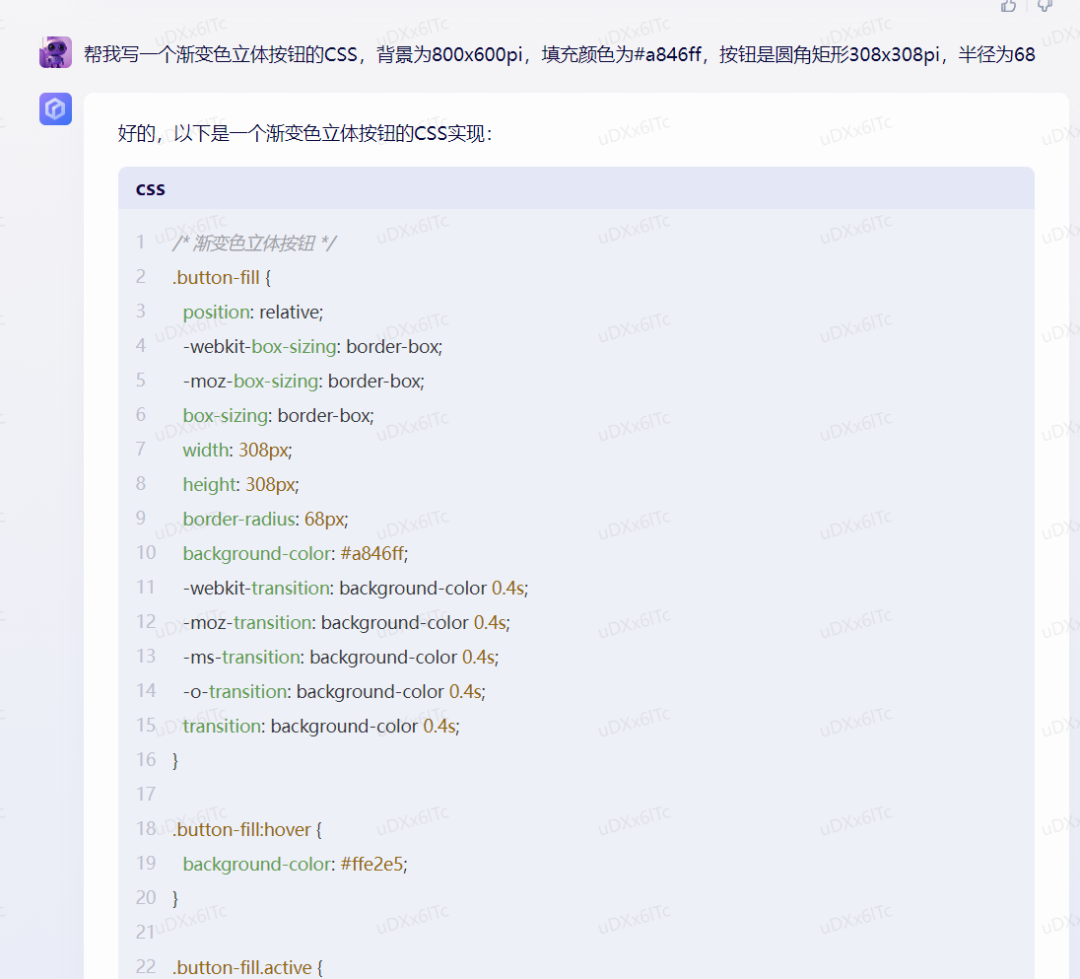 帮我写一个渐变色立体按钮的CSS，背景为800x600pi，填充颜色为#a846ff，按钮是圆角矩形308x308pi，半径为68
好的，以下是一个渐变色立体按钮的CSS实现：
css
1 /* 渐变色立体按钮 */
2 .button-fill {
3 position: relative;
4 -webkit-box-sizing: border-box;
5 -moz-box-sizing: border-box;
6 box-sizing: border-box;
7 width: 308px;
8 height: 308px;
9 border-radius: 68px;
10 background-color: #a846ff;
11 -webkit-transition: background-color 0.4s;
12 -moz-transition: background-color 0.4s;
13 -ms-transition: background-color 0.4s;
14 -o-transition: background-color 0.4s;
15 transition: background-color 0.4s;
16 }
17
18 .button-fill:hover {
19 background-color: #ffe2e5;
20 }
21
22 .button-fill.active {